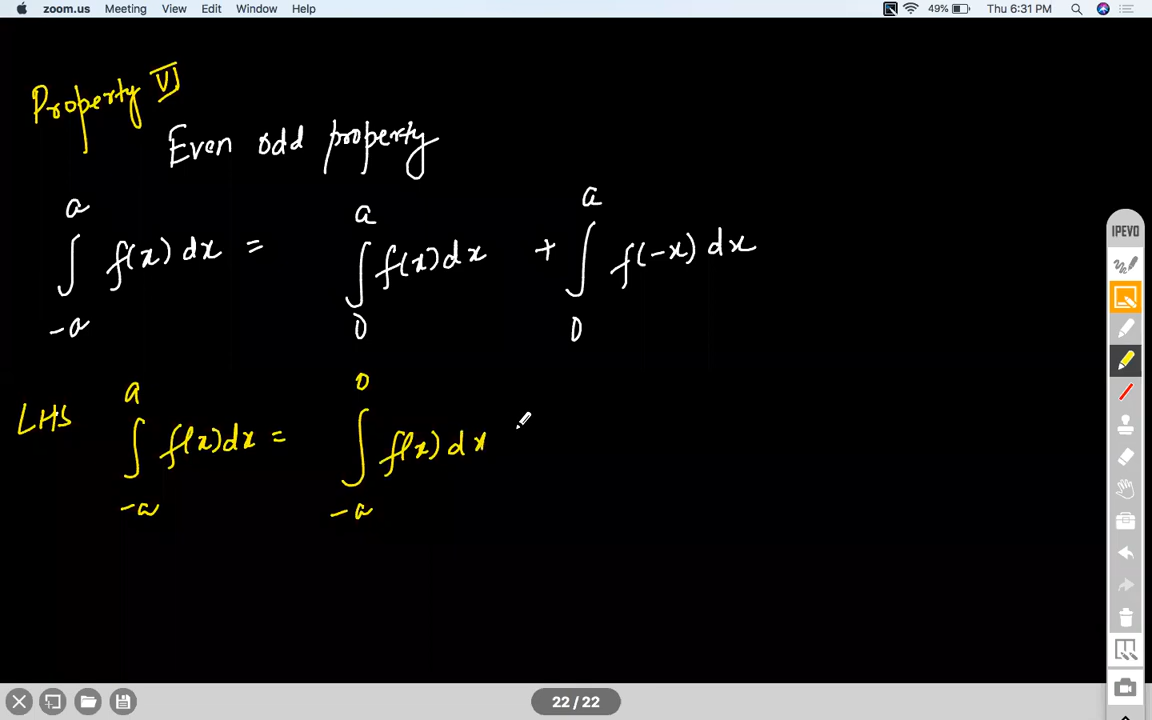 zoom.us Meeting View Edit Window Help 49% Thu 6:31 PM
Property VI
Even odd property
∫_{-a}^{a} f(x) dx = ∫_{0}^{a} f(x) dx + ∫_{0}^{a} f(-x) dx
LHS ∫_{-a}^{a} f(x) dx = ∫_{-a}^{0} f(x) dx
IPEVO
22 / 22